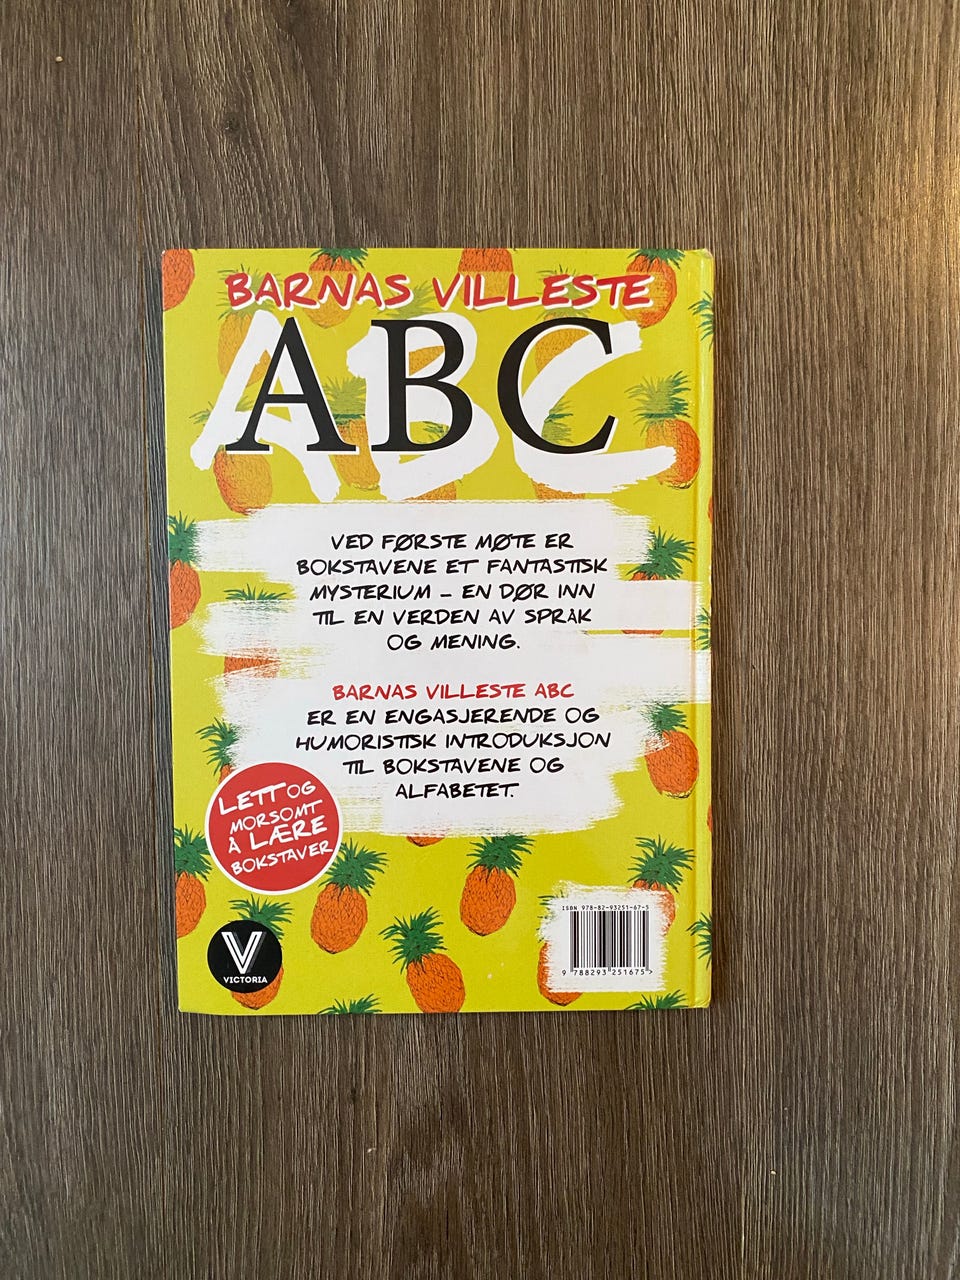 BARNAS VILLESTE
ABC
VED FØRSTE MØTE ER
BOKSTAVENE ET FANTASTISK
MYSTERIUM – EN DØR INN
TIL EN VERDEN AV SPRÅK
OG MENING.
BARNAS VILLESTE ABC
ER EN ENGASJERENDE OG
HUMORISTISK INTRODUKSJON
TIL BOKSTAVENE OG
ALFABETET.
LETT OG
MORSOMT
Å LÆRE
BOKSTAVER
V
VICTORIA
ISBN 978-82-93251-67-5
9 788293 251675 >